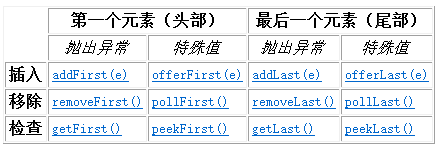 第一个元素（头部） 最后一个元素（尾部）
抛出异常 特殊值 抛出异常 特殊值
插入 addFirst(e) offerFirst(e) addLast(e) offerLast(e)
移除 removeFirst() pollFirst() removeLast() pollLast()
检查 getFirst() peekFirst() getLast() peekLast()